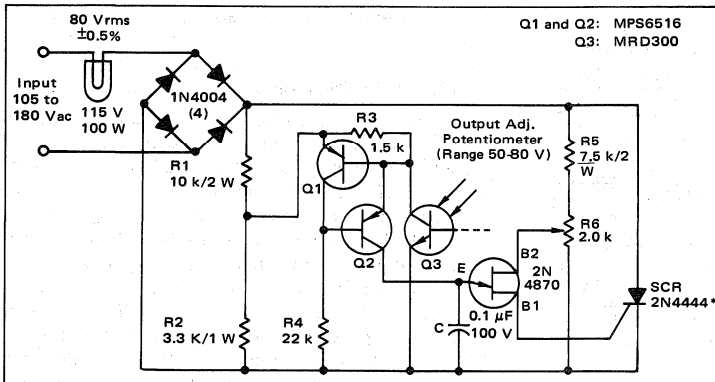 80 Vrms
±0.5%
Q1 and Q2: MPS6516
Q3: MRD300
Input
105 to
180 Vac
115 V
100 W
1N4004
(4)
R1
10 k/2 W
R3
1.5 k
Q1
Output Adj.
Potentiometer
(Range 50-80 V)
R5
7.5 k/2
W
R6
2.0 k
Q2
Q3
E
B2
2N
4870
B1
SCR
2N4444*
R2
3.3 K/1 W
R4
22 k
C
0.1 µF
100 V